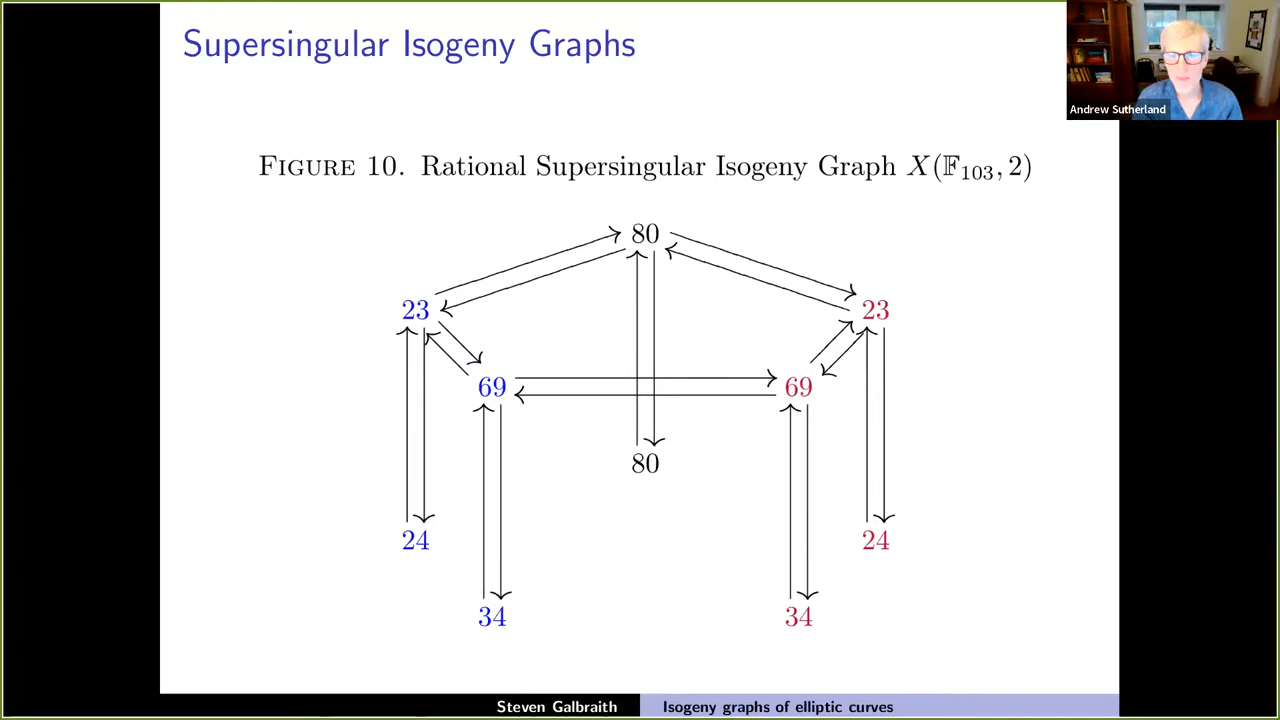 Supersingular Isogeny Graphs
Andrew Sutherland
FIGURE 10. Rational Supersingular Isogeny Graph X(𝔽₁₀₃, 2)
80
23 23
69 69
80
24 24
34 34
Steven Galbraith Isogeny graphs of elliptic curves